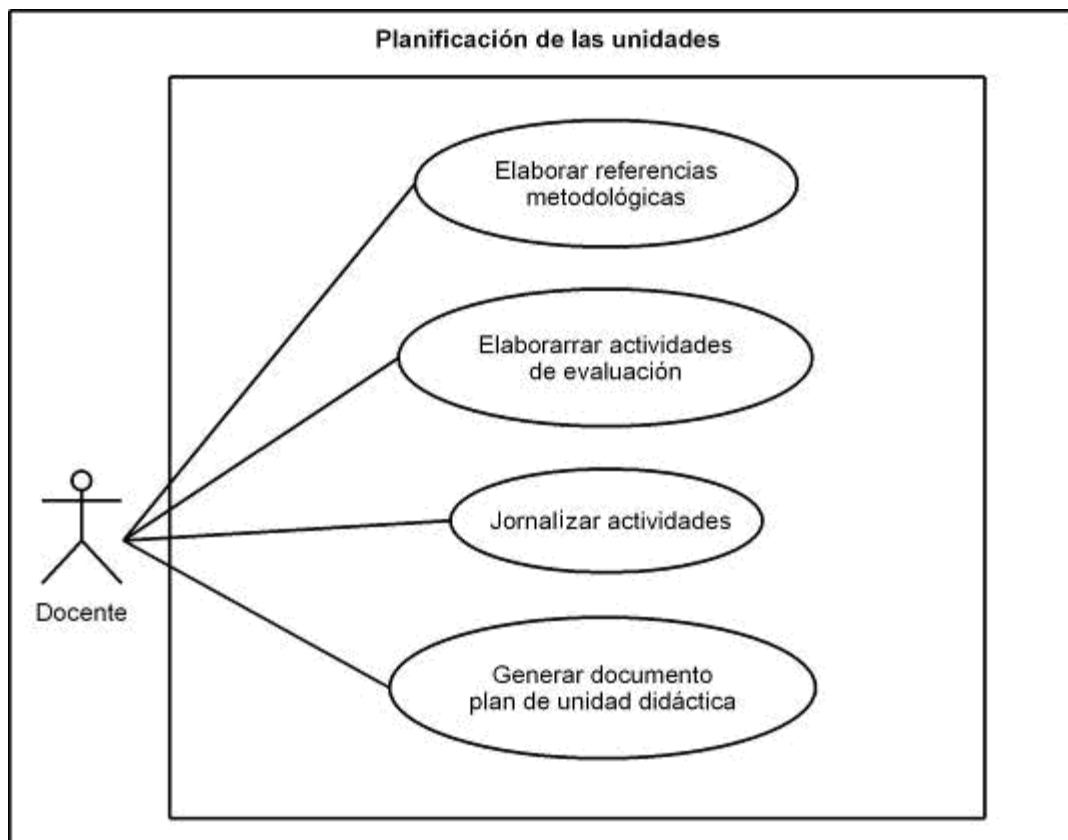 Planificación de las unidades
Elaborar referencias
metodológicas
Elaborarrar actividades
de evaluación
Jornalizar actividades
Docente
Generar documento
plan de unidad didáctica